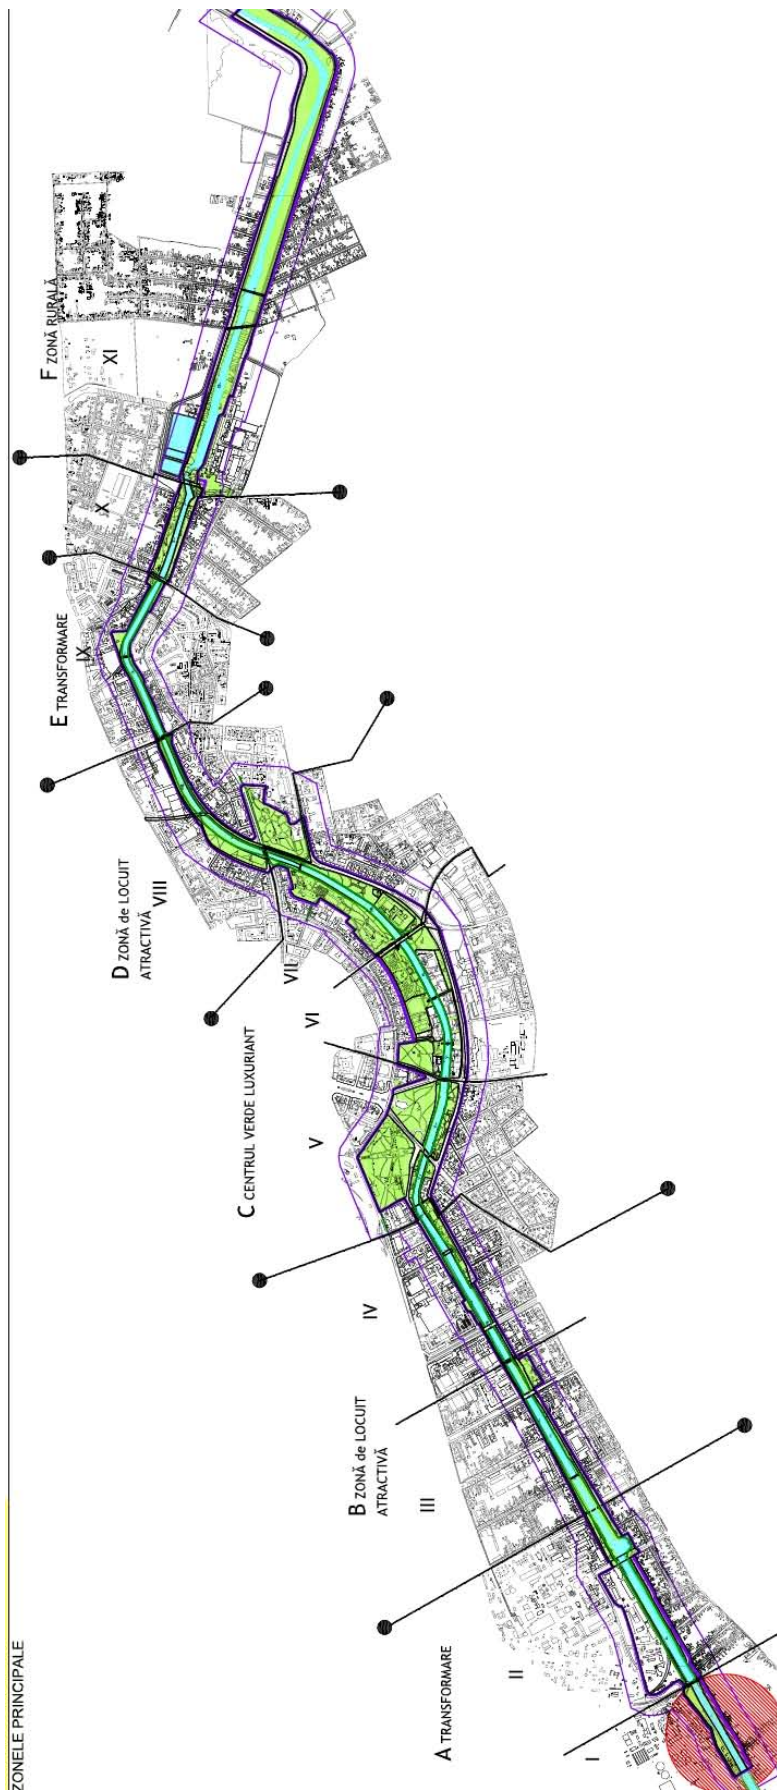 ZONELE PRINCIPALE
A TRANSFORMARE
I
II
B ZONĂ de LOCUIT
ATRACTIVĂ
III
IV
C CENTRUL VERDE LUXURIANT
V
VI
VII
D ZONĂ de LOCUIT
ATRACTIVĂ
VIII
E TRANSFORMARE
IX
X
F ZONĂ RURALĂ
XI